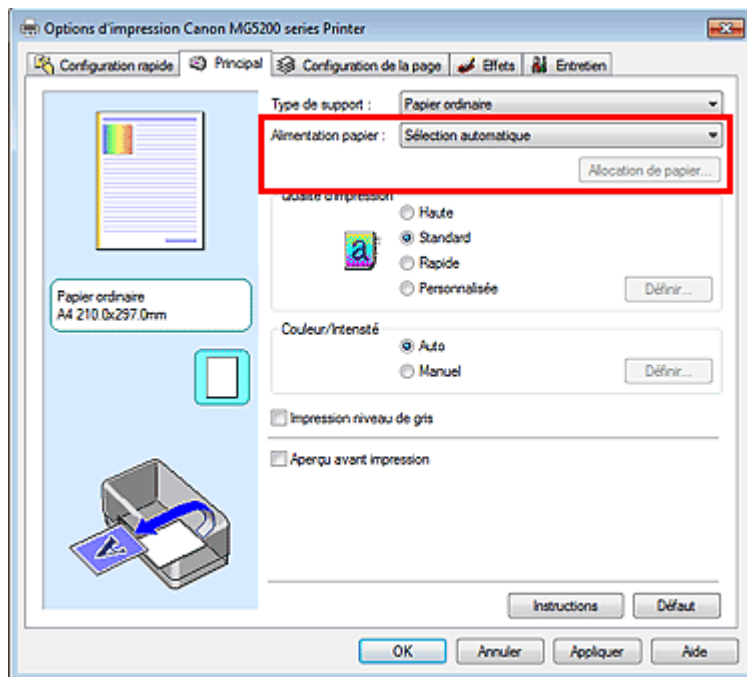 Options d'impression Canon MG5200 series Printer
Configuration rapide Principal Configuration de la page Effets Entretien
Type de support : Papier ordinaire
Alimentation papier : Sélection automatique
Allocation de papier...
Qualité d'impression
Haute
Standard
Rapide
Personnalisée Définir...
Papier ordinaire
A4 210.0x297.0mm
Couleur/Intensité
Auto
Manuel Définir...
Impression niveau de gris
Aperçu avant impression
Instructions Défaut
OK Annuler Appliquer Aide